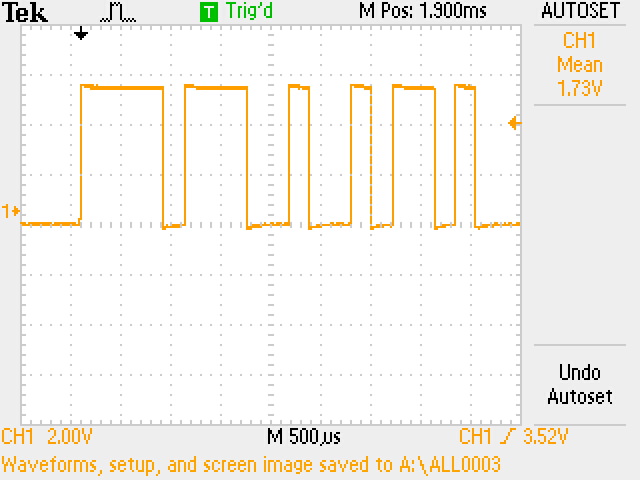 Tek T Trig'd M Pos: 1.900ms AUTOSET
CH1
Mean
1.73V
1
Undo
Autoset
CH1 2.00V M 500µs CH1 3.52V
Waveforms, setup, and screen image saved to A:\ALL0003